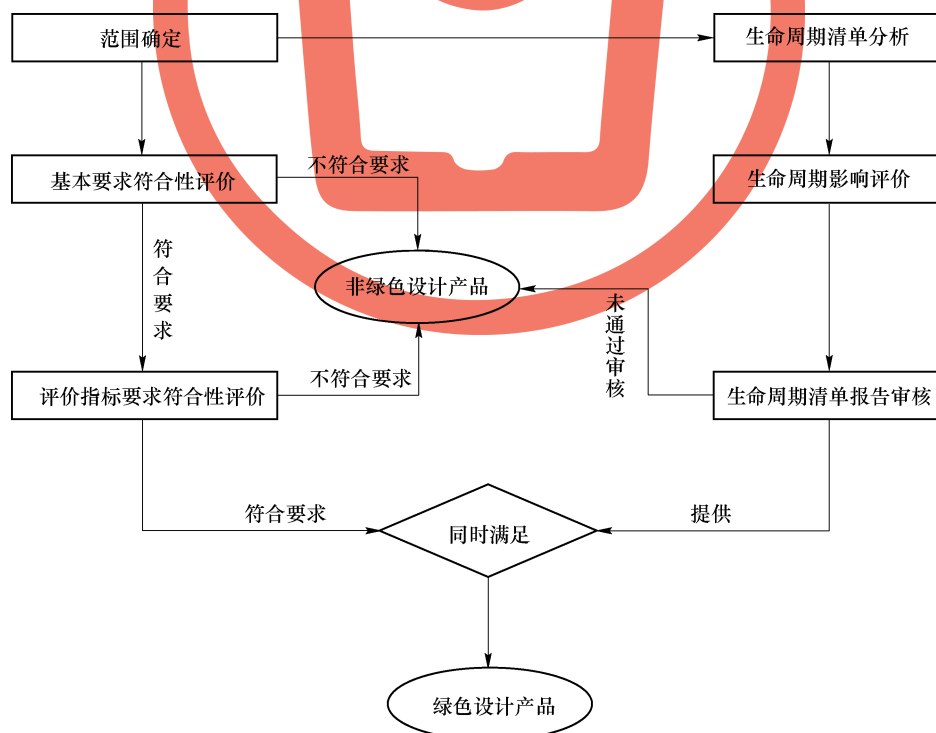 范围确定
生命周期清单分析
不符合要求
基本要求符合性评价
生命周期影响评价
符合要求
非绿色设计产品
未通过审核
不符合要求
评价指标要求符合性评价
生命周期清单报告审核
符合要求
提供
同时满足
绿色设计产品